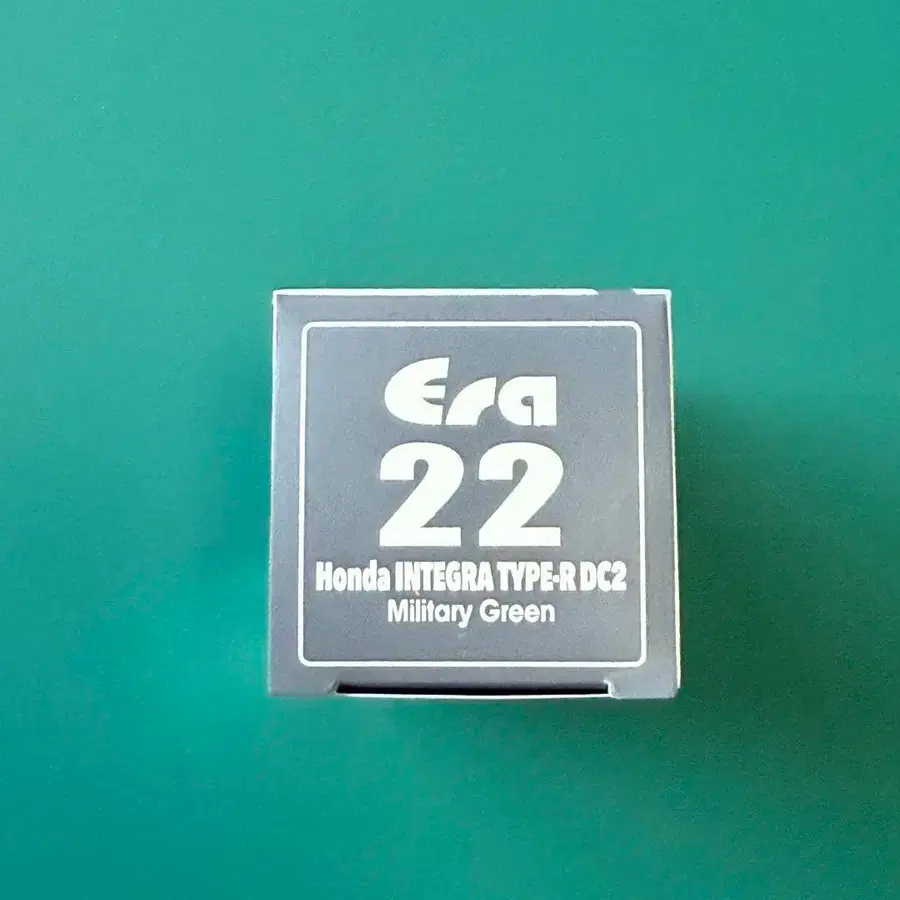 Era
22
Honda INTEGRA TYPE-R DC2
Military Green